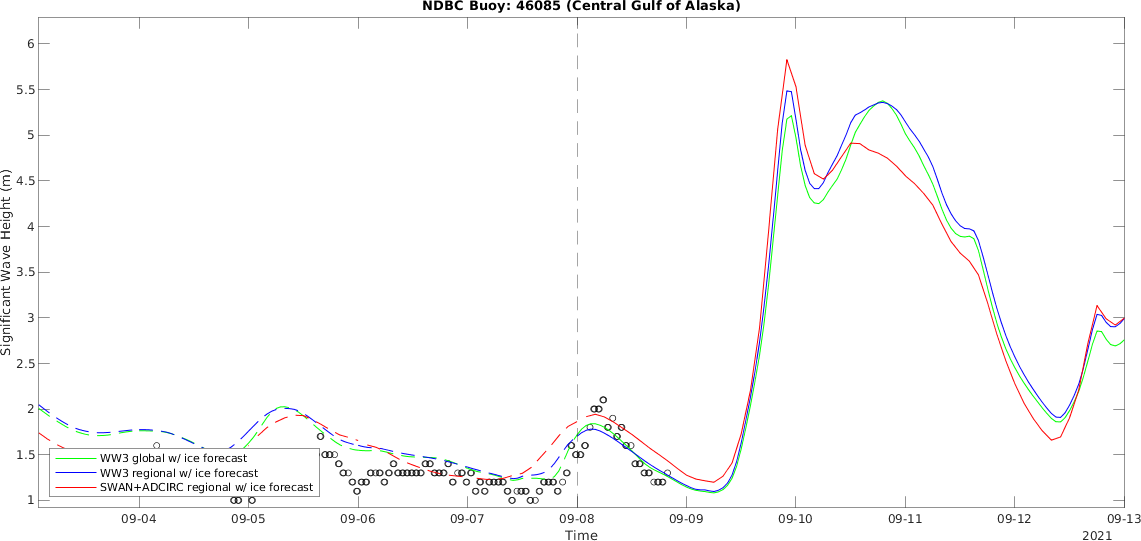 NDBC Buoy: 46085 (Central Gulf of Alaska)
6
5.5
5
4.5
4
3.5
3
2.5
2
1.5
1
Significant Wave Height (m)
WW3 global w/ ice forecast
WW3 regional w/ ice forecast
SWAN+ADCIRC regional w/ ice forecast
09-04 09-05 09-06 09-07 09-08 09-09 09-10 09-11 09-12 09-13
Time
2021